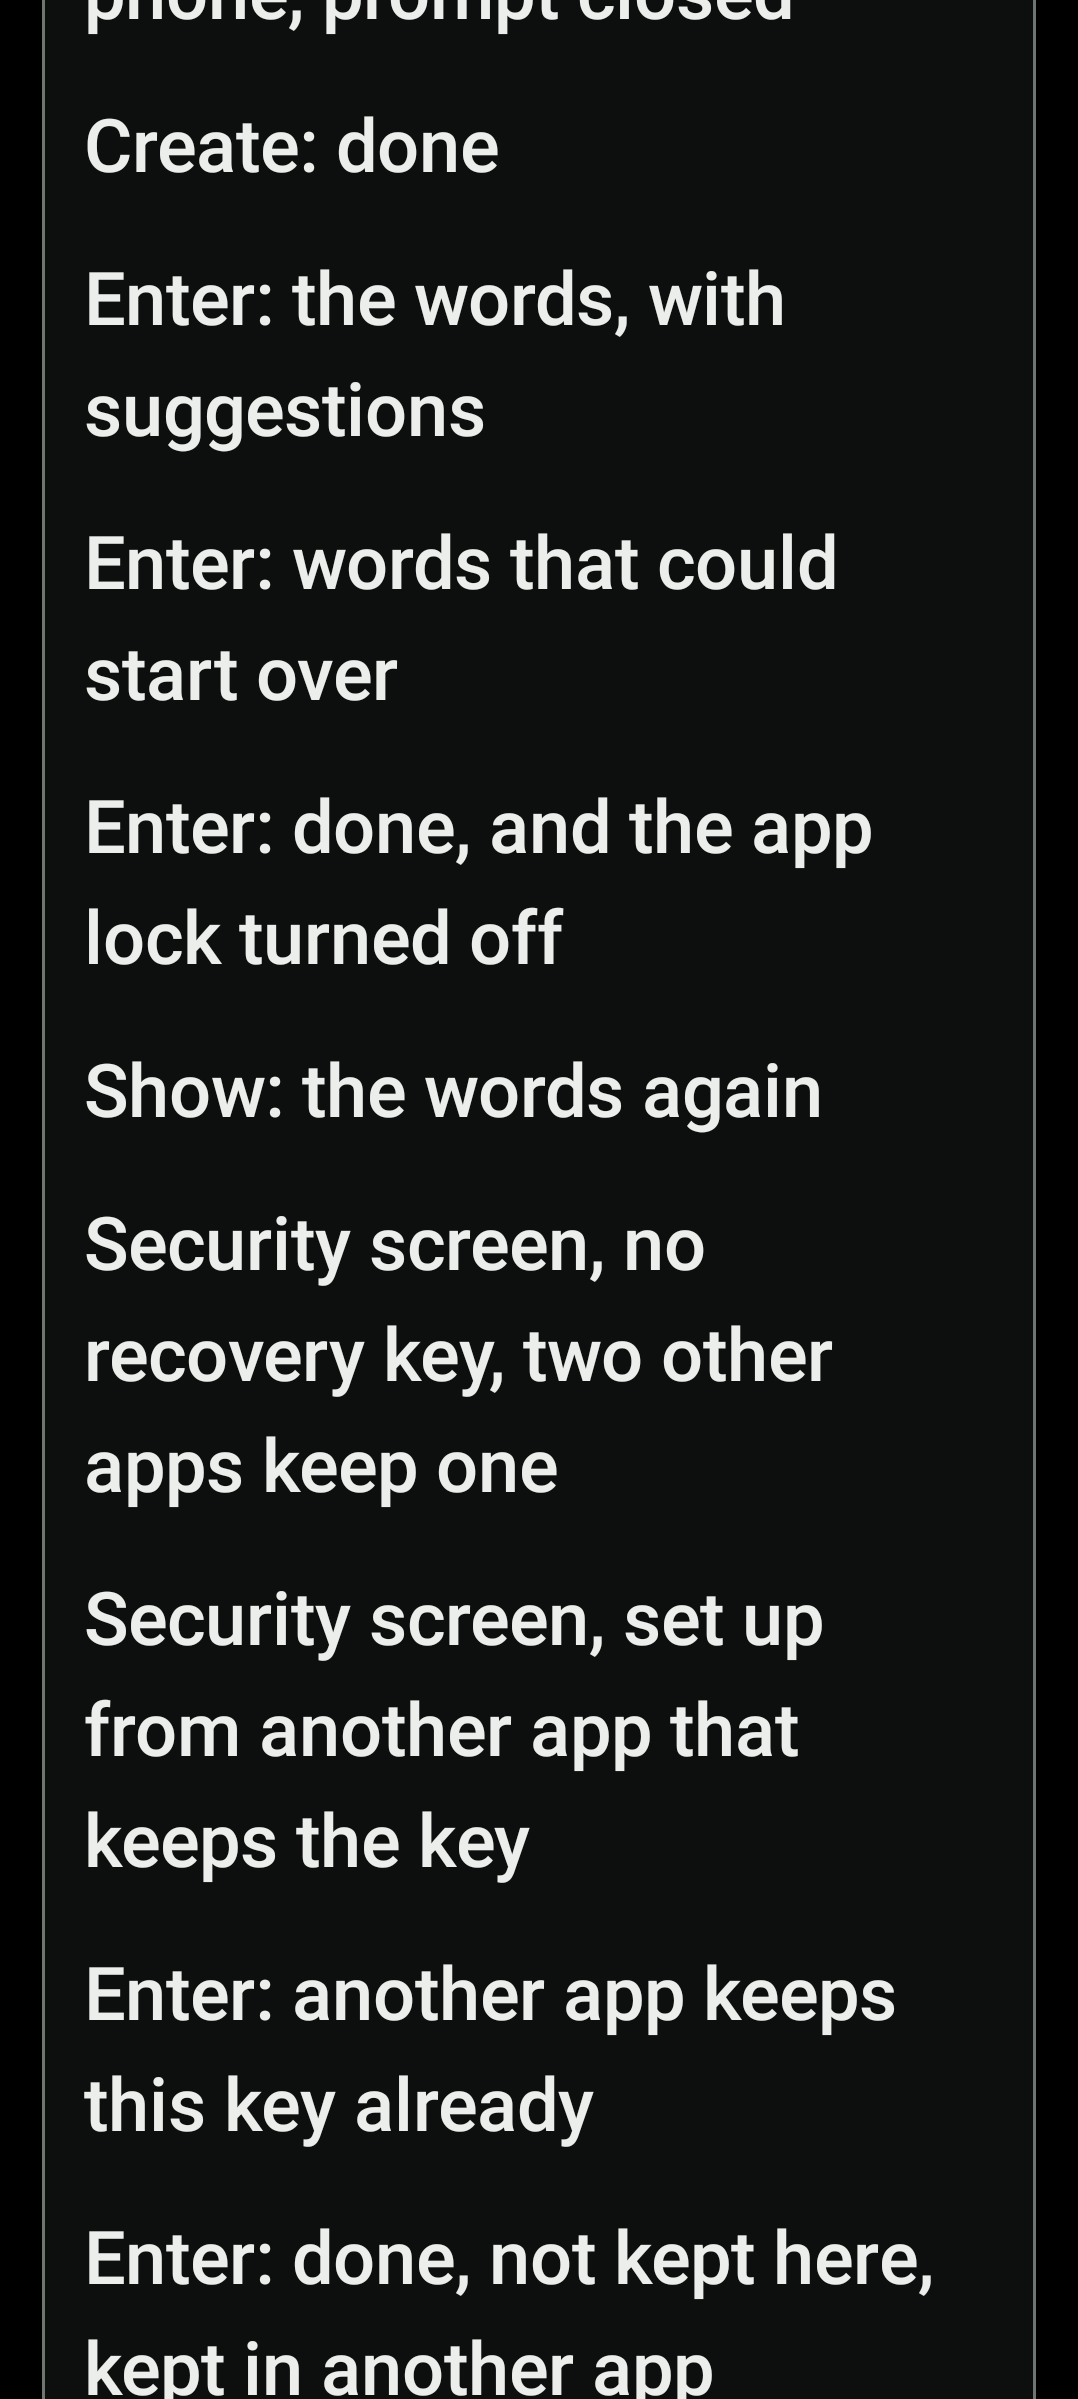 phone, prompt closed
Create: done
Enter: the words, with
suggestions
Enter: words that could
start over
Enter: done, and the app
lock turned off
Show: the words again
Security screen, no
recovery key, two other
apps keep one
Security screen, set up
from another app that
keeps the key
Enter: another app keeps
this key already
Enter: done, not kept here,
kept in another app